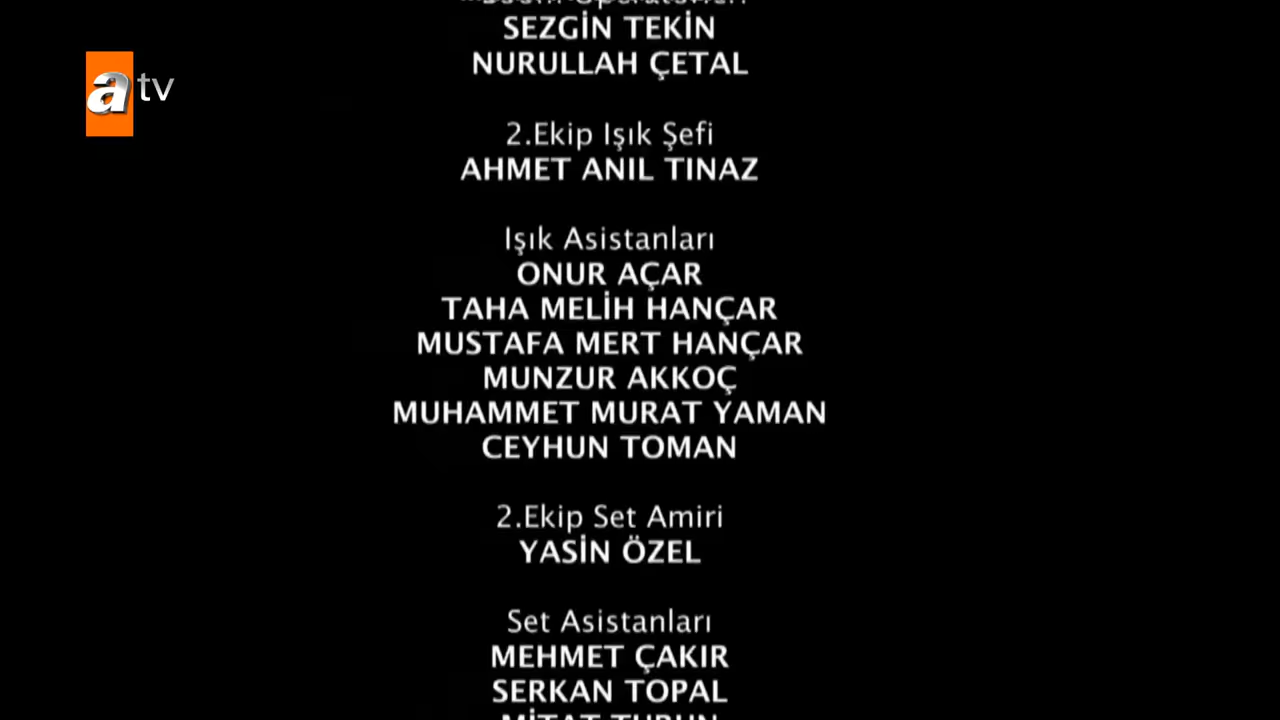 SEZGİN TEKİN
NURULLAH ÇETAL
a tv
2.Ekip Işık Şefi
AHMET ANIL TINAZ
Işık Asistanları
ONUR AÇAR
TAHA MELİH HANÇAR
MUSTAFA MERT HANÇAR
MUNZUR AKKOÇ
MUHAMMET MURAT YAMAN
CEYHUN TOMAN
2.Ekip Set Amiri
YASİN ÖZEL
Set Asistanları
MEHMET ÇAKIR
SERKAN TOPAL